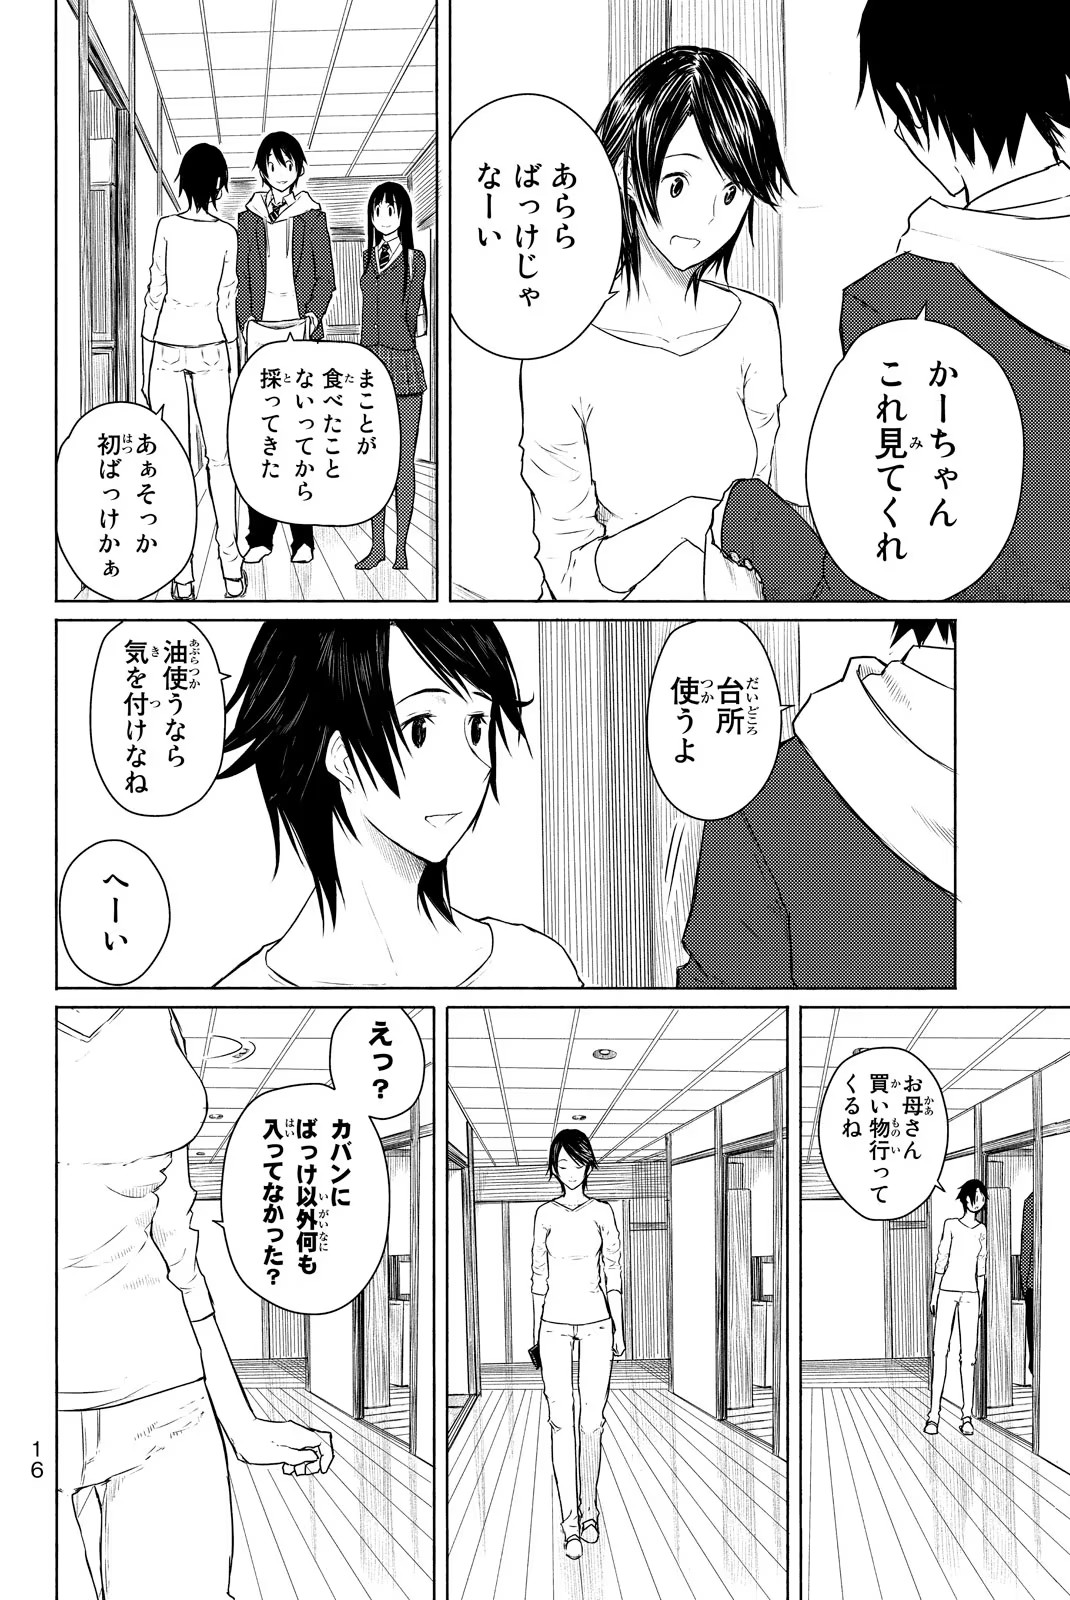 かーちゃん
これ見てくれ
あらら
ばっけじゃ
なーい
まことが
食べたこと
ないってから
採ってきた
あぁそっか
初ばっけかぁ
台所
使うよ
油使うなら
気を付けなね
へーい
お母さん
買い物行って
くるね
えっ？
カバンに
ばっけ以外何も
入ってなかった？
16